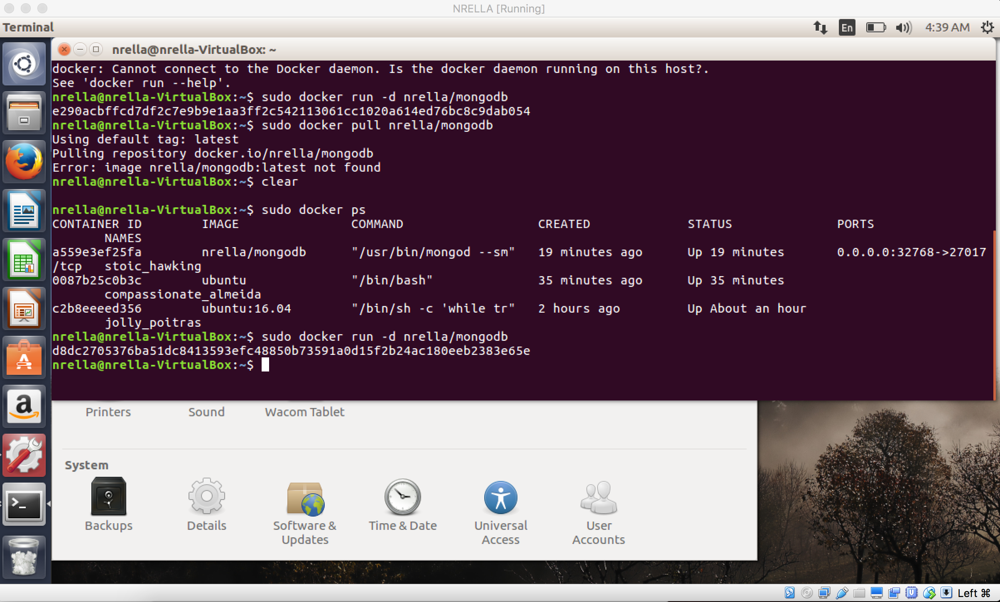 NRELLA [Running]
Terminal
En
4:39 AM
nrella@nrella-VirtualBox: ~
docker: Cannot connect to the Docker daemon. Is the docker daemon running on this host?.
See 'docker run --help'.
nrella@nrella-VirtualBox:~$ sudo docker run -d nrella/mongodb
e290acbffcd7df2c7e9b9e1aa3ff2c542113061cc1020a614ed76bc8c9dab054
nrella@nrella-VirtualBox:~$ sudo docker pull nrella/mongodb
Using default tag: latest
Pulling repository docker.io/nrella/mongodb
Error: image nrella/mongodb:latest not found
nrella@nrella-VirtualBox:~$ clear
nrella@nrella-VirtualBox:~$ sudo docker ps
CONTAINER ID        IMAGE               COMMAND                  CREATED             STATUS              PORTS
       NAMES
a559e3ef25fa        nrella/mongodb      "/usr/bin/mongod --sm"   19 minutes ago      Up 19 minutes       0.0.0.0:32768->27017
/tcp   stoic_hawking
0087b25c0b3c        ubuntu              "/bin/bash"              35 minutes ago      Up 35 minutes
       compassionate_almeida
c2b8eeeed356        ubuntu:16.04        "/bin/sh -c 'while tr"   2 hours ago         Up About an hour
       jolly_poitras
nrella@nrella-VirtualBox:~$ sudo docker run -d nrella/mongodb
d8dc2705376ba51dc8413593efc48850b73591a0d15f2b24ac180eeb2383e65e
nrella@nrella-VirtualBox:~$
Printers
Sound
Wacom Tablet
System
Backups
Details
Software &
Updates
Time & Date
Universal
Access
User
Accounts
Left ⌘